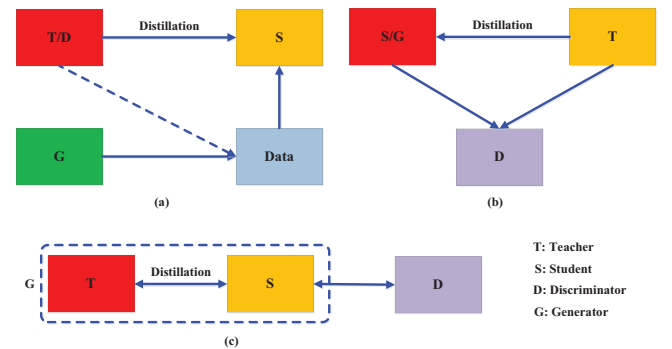 T/D
Distillation
S
G
Data
(a)
S/G
Distillation
T
D
(b)
G
T
Distillation
S
D
(c)
T: Teacher
S: Student
D: Discriminator
G: Generator